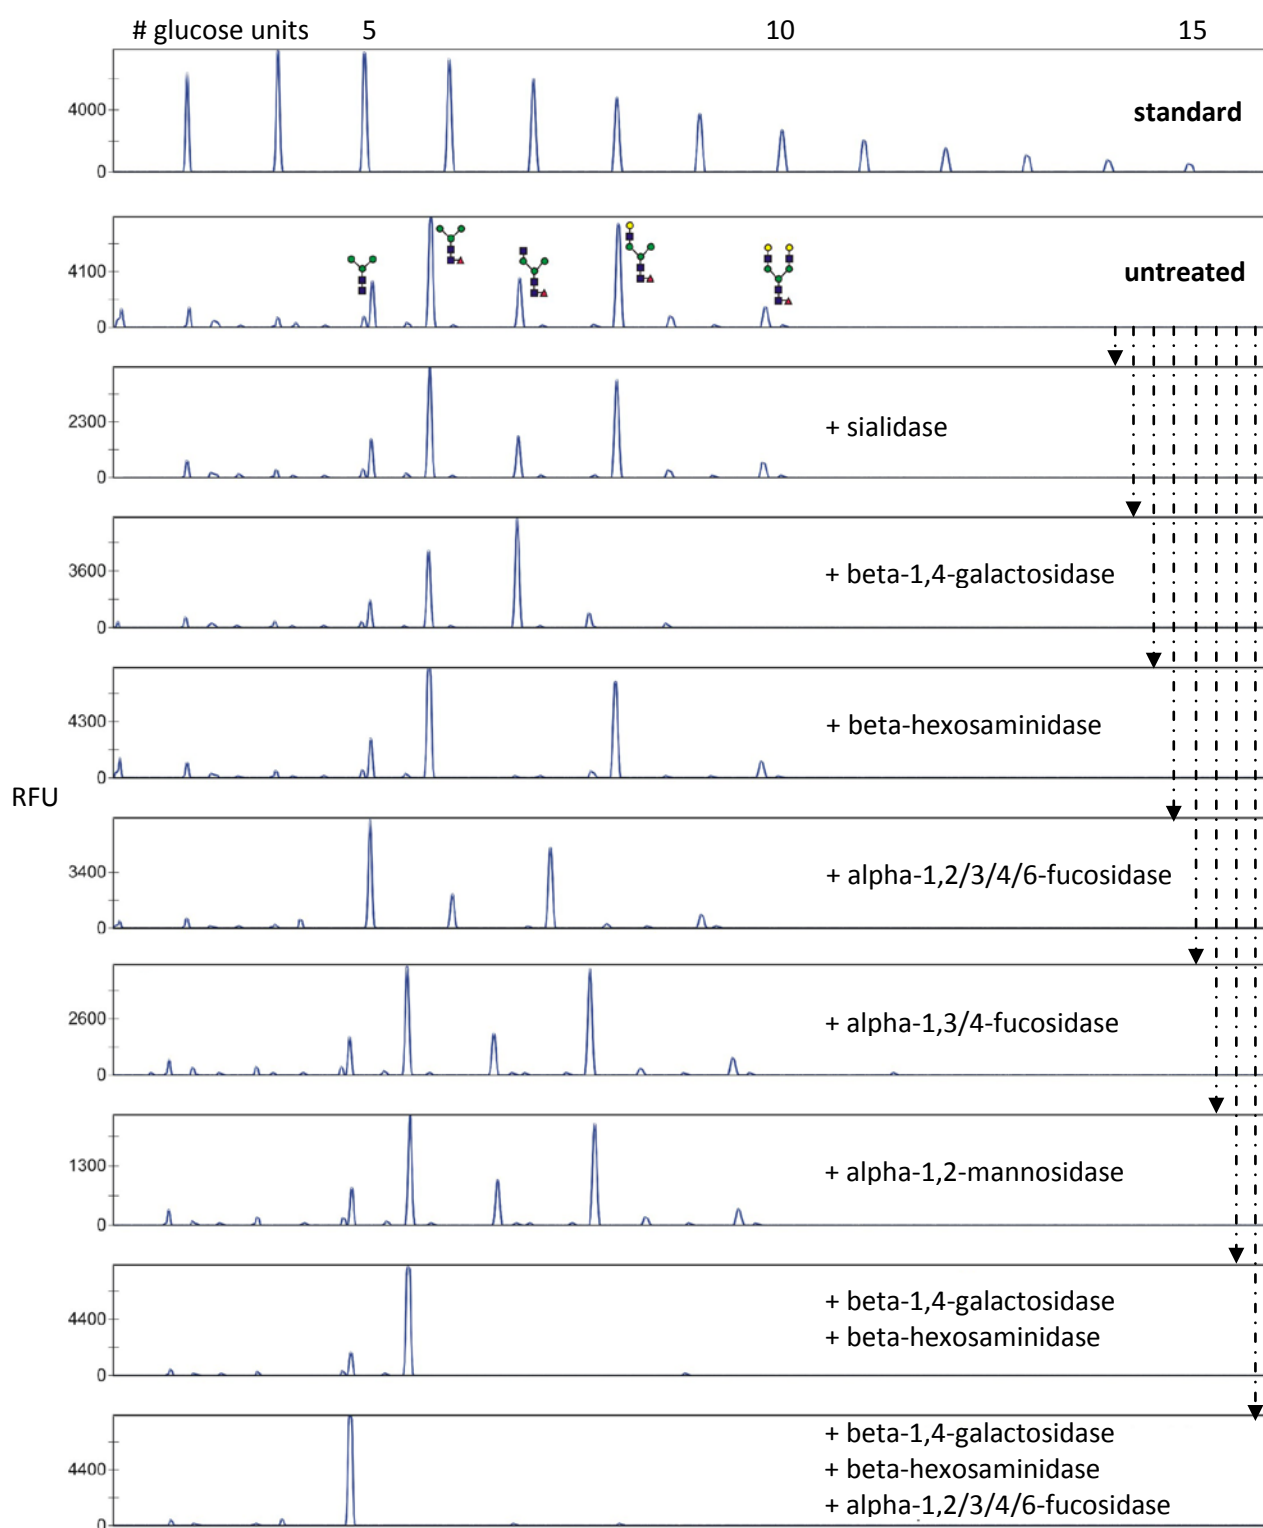 # glucose units 5 10 15
4000
standard
0
4100
untreated
0
2300
+ sialidase
0
3600
+ beta-1,4-galactosidase
0
4300
+ beta-hexosaminidase
0
RFU
3400
+ alpha-1,2/3/4/6-fucosidase
0
2600
+ alpha-1,3/4-fucosidase
0
1300
+ alpha-1,2-mannosidase
0
+ beta-1,4-galactosidase
4400
+ beta-hexosaminidase
0
+ beta-1,4-galactosidase
4400
+ beta-hexosaminidase
+ alpha-1,2/3/4/6-fucosidase
0